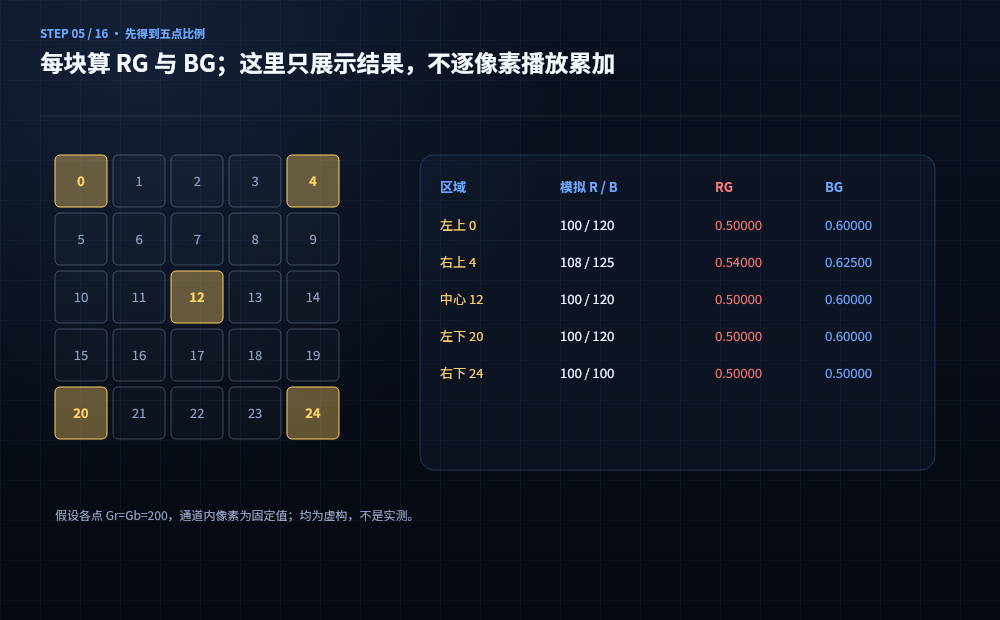 STEP 05 / 16 · 先得到五点比例
每块算 RG 与 BG；这里只展示结果，不逐像素播放累加
0 1 2 3 4
5 6 7 8 9
10 11 12 13 14
15 16 17 18 19
20 21 22 23 24
区域 模拟 R / B RG BG
左上 0 100 / 120 0.50000 0.60000
右上 4 108 / 125 0.54000 0.62500
中心 12 100 / 120 0.50000 0.60000
左下 20 100 / 120 0.50000 0.60000
右下 24 100 / 100 0.50000 0.50000
假设各点 Gr=Gb=200，通道内像素为固定值；均为虚构，不是实测。